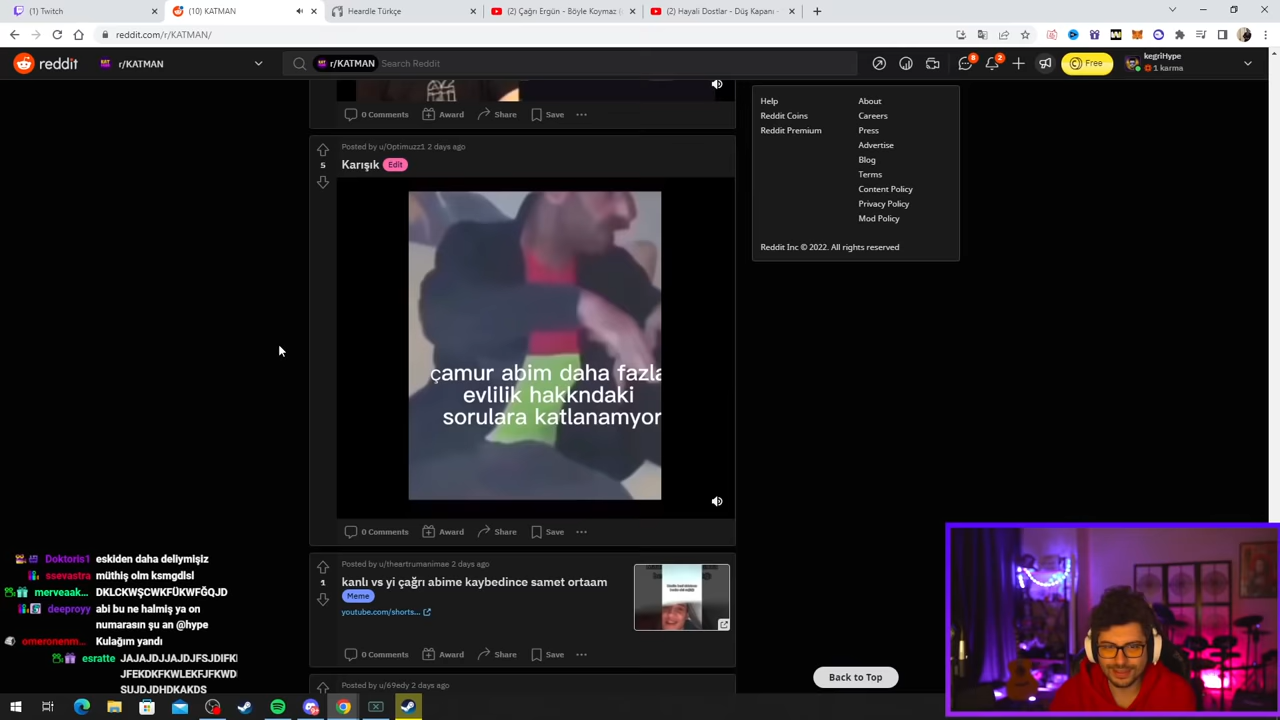 (1) Twitch
(10) KATMAN
Heardle Türkçe
(2) Çağrı Ergün - Böyle Koymaz (
(2) Hayali Dostlar - Düş Kapanı -
reddit.com/r/KATMAN/
reddit
r/KATMAN
r/KATMAN
Search Reddit
8
2
Free
kegriHype
1 karma
0 Comments
Award
Share
Save
Help
About
Reddit Coins
Careers
Reddit Premium
Press
Advertise
Blog
Terms
Content Policy
Privacy Policy
Mod Policy
Reddit Inc © 2022. All rights reserved
Posted by u/Optimuzz1 2 days ago
5
Karışık
Edit
çamur abim daha fazla
evlilik hakkndaki
sorulara katlanamyor
0 Comments
Award
Share
Save
Posted by u/theartrumanimae 2 days ago
1
kanlı vs yi çağrı abime kaybedince samet ortaam
Meme
youtube.com/shorts...
0 Comments
Award
Share
Save
Posted by u/69edy 2 days ago
Back to Top
Doktoris1 eskiden daha deliymişiz
ssevastra müthiş olm ksmgdlsl
merveaak... DKLCKWŞCWKFÜKWFĞQJD
deeproyy abi bu ne halmiş ya on
numarasın şu an @hype
omeronenm... Kulağım yandı
esratte JAJAJDJJAJDJFSJDIFK
JFEKDKFKWLEKFJFKWD
SUJDJDHDKAKDS